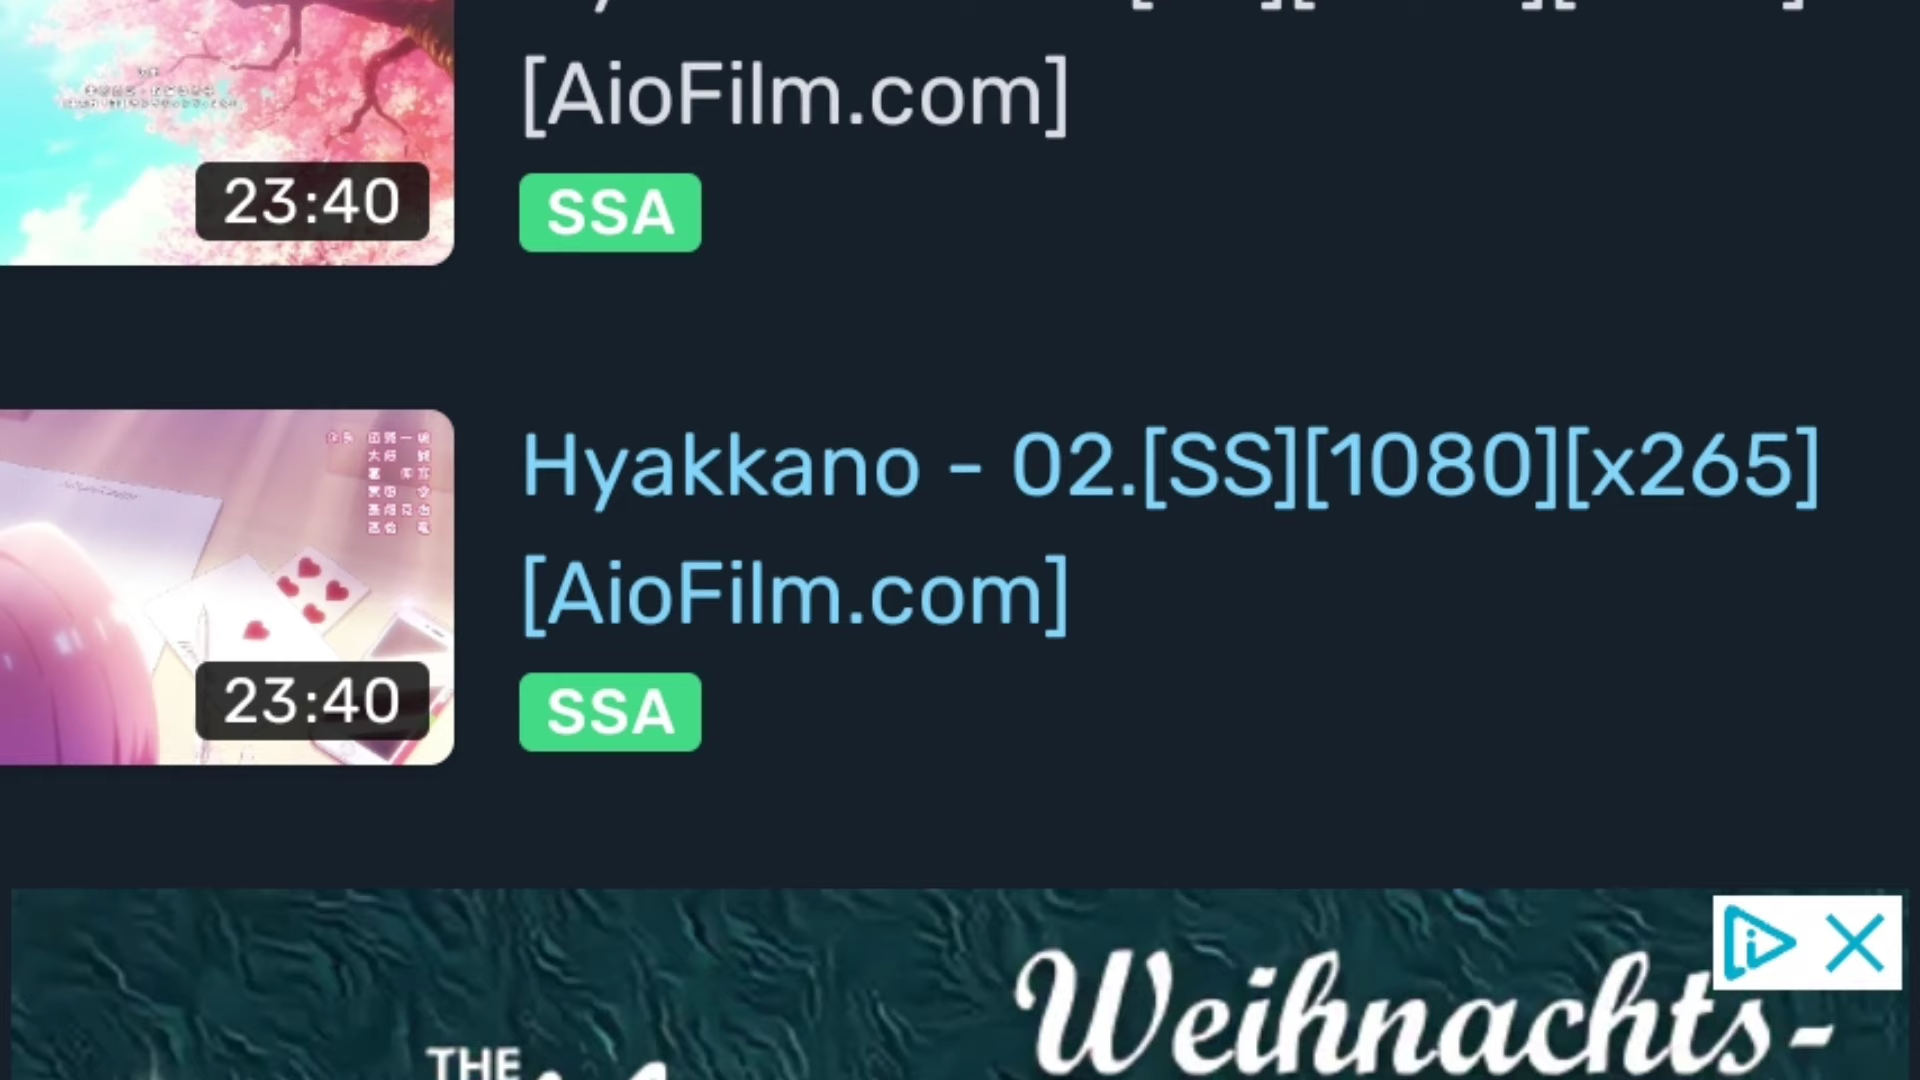 [AioFilm.com]
23:40
SSA
Hyakkano - 02.[SS][1080][x265]
[AioFilm.com]
23:40
SSA
Weihnachts-
THE